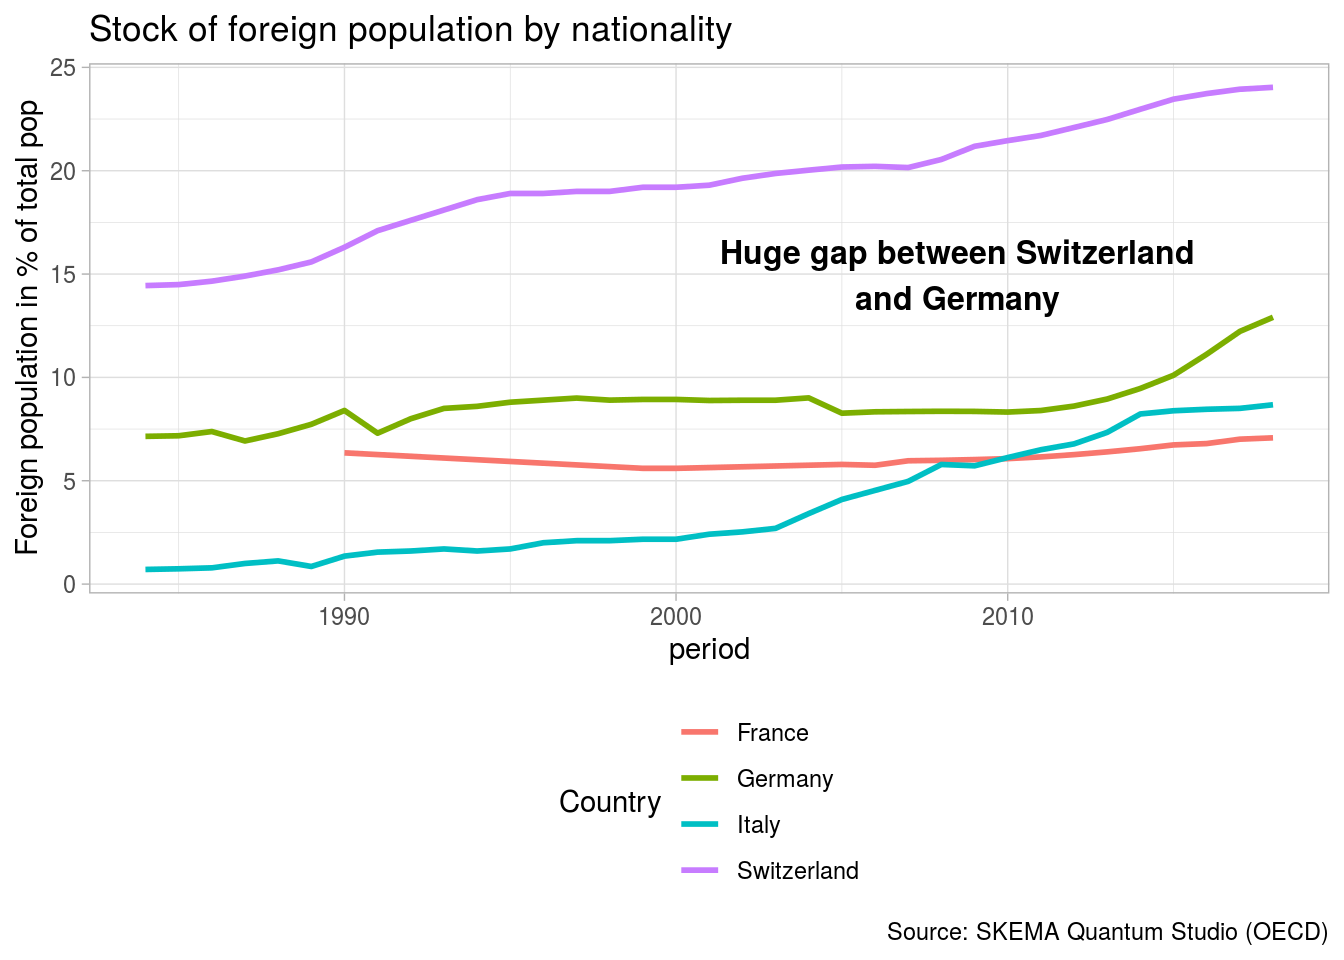 Stock of foreign population by nationality
Foreign population in % of total pop
25
20
15
10
5
0
Huge gap between Switzerland
and Germany
1990
2000
2010
period
Country
France
Germany
Italy
Switzerland
Source: SKEMA Quantum Studio (OECD)